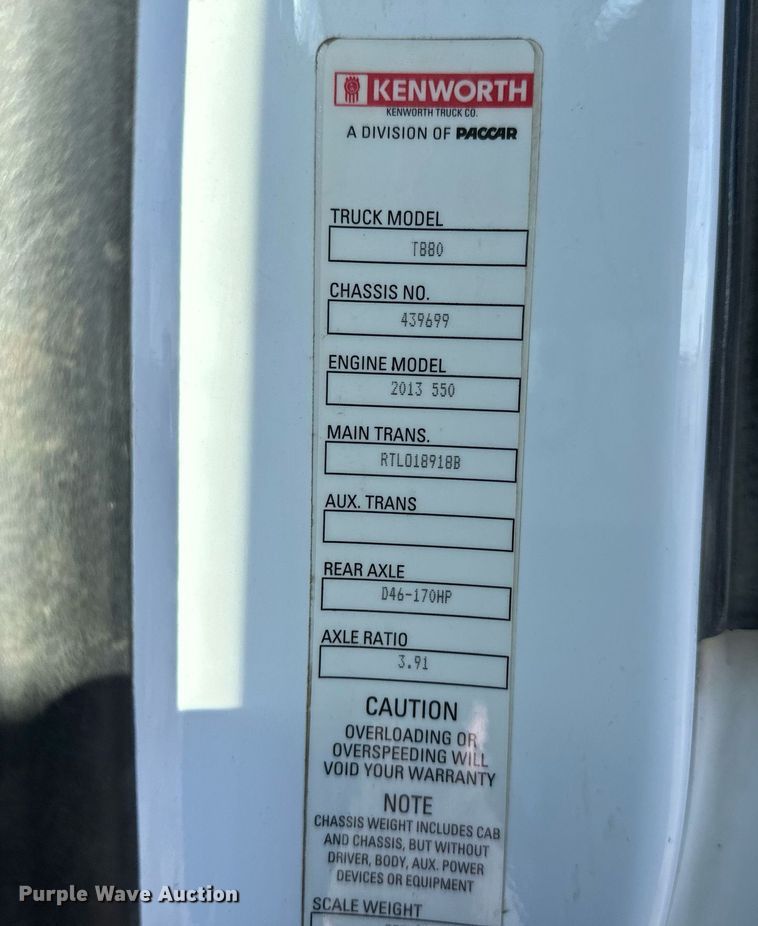 KENWORTH
KENWORTH TRUCK CO.
A DIVISION OF PACCAR
TRUCK MODEL
T880
CHASSIS NO.
439699
ENGINE MODEL
2013 550
MAIN TRANS.
RTLO18918B
AUX. TRANS
REAR AXLE
D46-170HP
AXLE RATIO
3.91
CAUTION
OVERLOADING OR
OVERSPEEDING WILL
VOID YOUR WARRANTY
NOTE
CHASSIS WEIGHT INCLUDES CAB
AND CHASSIS, BUT WITHOUT
DRIVER, BODY, AUX. POWER
DEVICES OR EQUIPMENT
SCALE WEIGHT
Purple Wave Auction